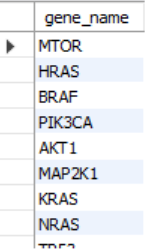 gene_name
MTOR
HRAS
BRAF
PIK3CA
AKT1
MAP2K1
KRAS
NRAS